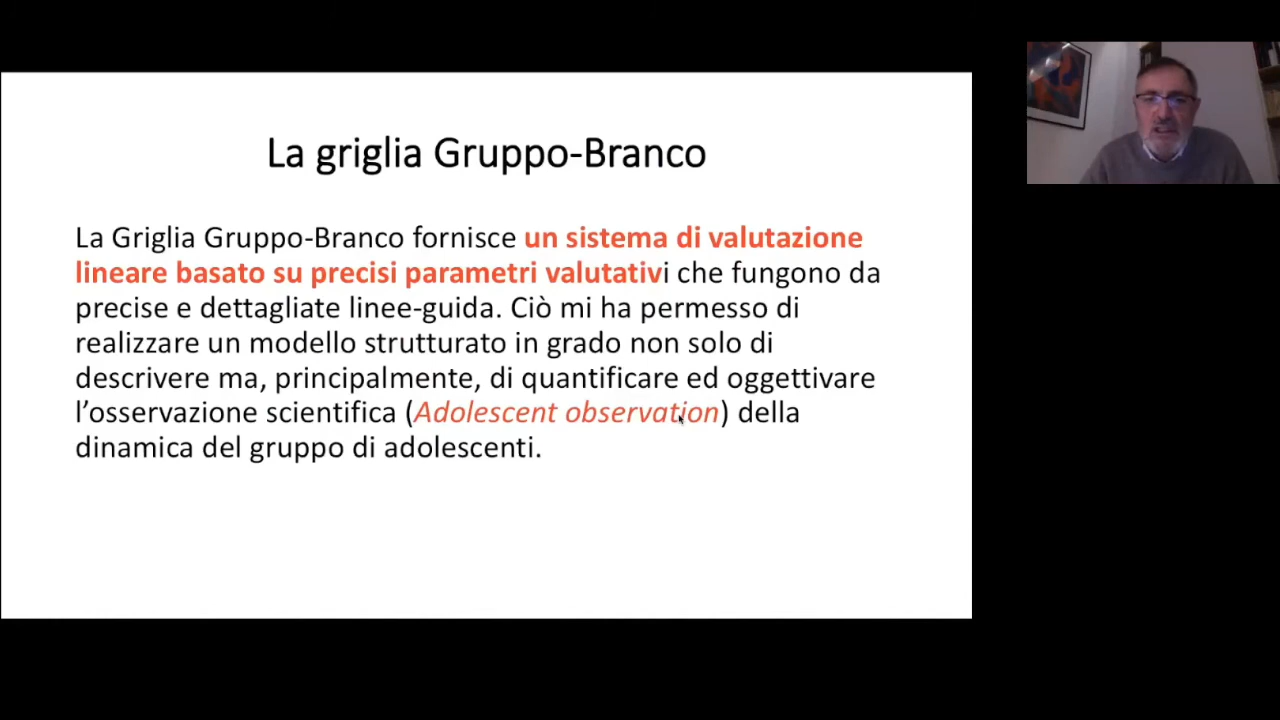 La griglia Gruppo-Branco
La Griglia Gruppo-Branco fornisce un sistema di valutazione
lineare basato su precisi parametri valutativi che fungono da
precise e dettagliate linee-guida. Ciò mi ha permesso di
realizzare un modello strutturato in grado non solo di
descrivere ma, principalmente, di quantificare ed oggettivare
l’osservazione scientifica (Adolescent observation) della
dinamica del gruppo di adolescenti.